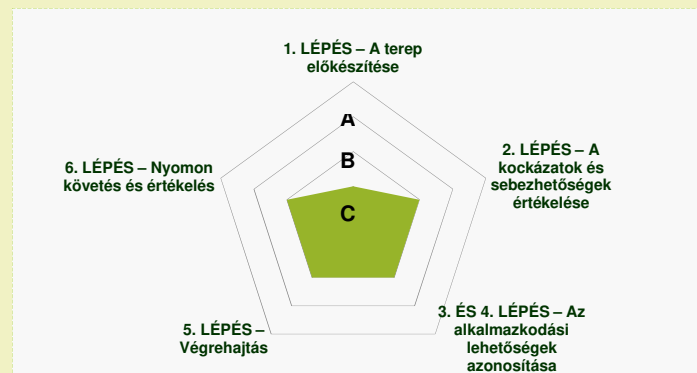 1. LÉPÉS – A terep
előkészítése
A
B
C
2. LÉPÉS – A
kockázatok és
sebezhetőségek
értékelése
3. ÉS 4. LÉPÉS – Az
alkalmazkodási
lehetőségek
azonosítása
5. LÉPÉS –
Végrehajtás
6. LÉPÉS – Nyomon
követés és értékelés